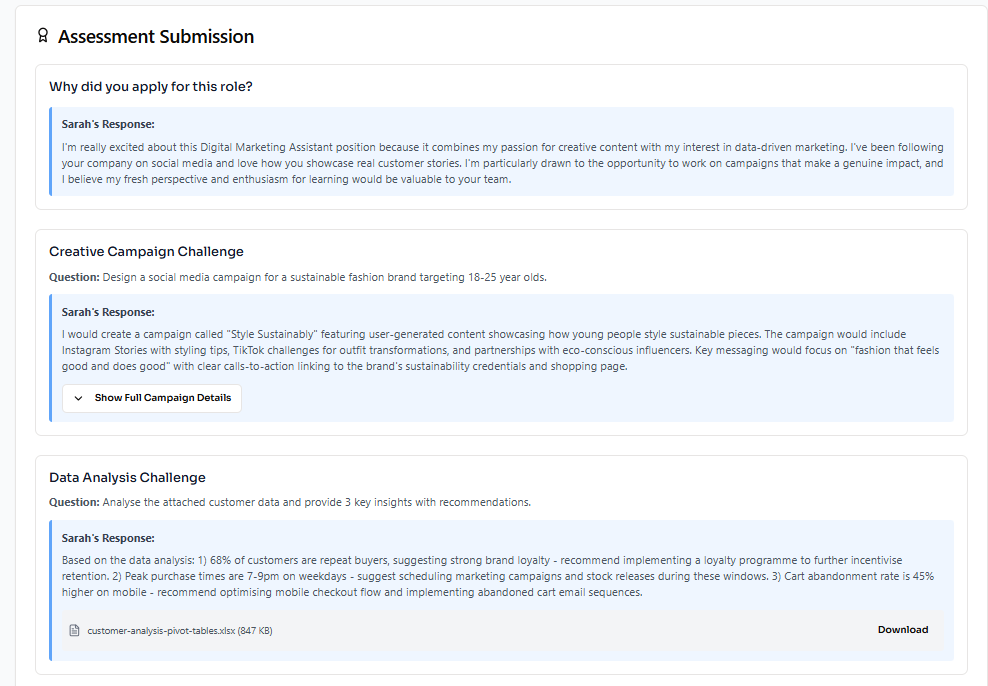 Assessment Submission
Why did you apply for this role?
Sarah's Response:
I'm really excited about this Digital Marketing Assistant position because it combines my passion for creative content with my interest in data-driven marketing. I've been following
your company on social media and love how you showcase real customer stories. I'm particularly drawn to the opportunity to work on campaigns that make a genuine impact, and
I believe my fresh perspective and enthusiasm for learning would be valuable to your team.
Creative Campaign Challenge
Question: Design a social media campaign for a sustainable fashion brand targeting 18-25 year olds.
Sarah's Response:
I would create a campaign called "Style Sustainably" featuring user-generated content showcasing how young people style sustainable pieces. The campaign would include
Instagram Stories with styling tips, TikTok challenges for outfit transformations, and partnerships with eco-conscious influencers. Key messaging would focus on "fashion that feels
good and does good" with clear calls-to-action linking to the brand's sustainability credentials and shopping page.
Show Full Campaign Details
Data Analysis Challenge
Question: Analyse the attached customer data and provide 3 key insights with recommendations.
Sarah's Response:
Based on the data analysis: 1) 68% of customers are repeat buyers, suggesting strong brand loyalty - recommend implementing a loyalty programme to further incentivise
retention. 2) Peak purchase times are 7-9pm on weekdays - suggest scheduling marketing campaigns and stock releases during these windows. 3) Cart abandonment rate is 45%
higher on mobile - recommend optimising mobile checkout flow and implementing abandoned cart email sequences.
customer-analysis-pivot-tables.xlsx (847 KB)
Download